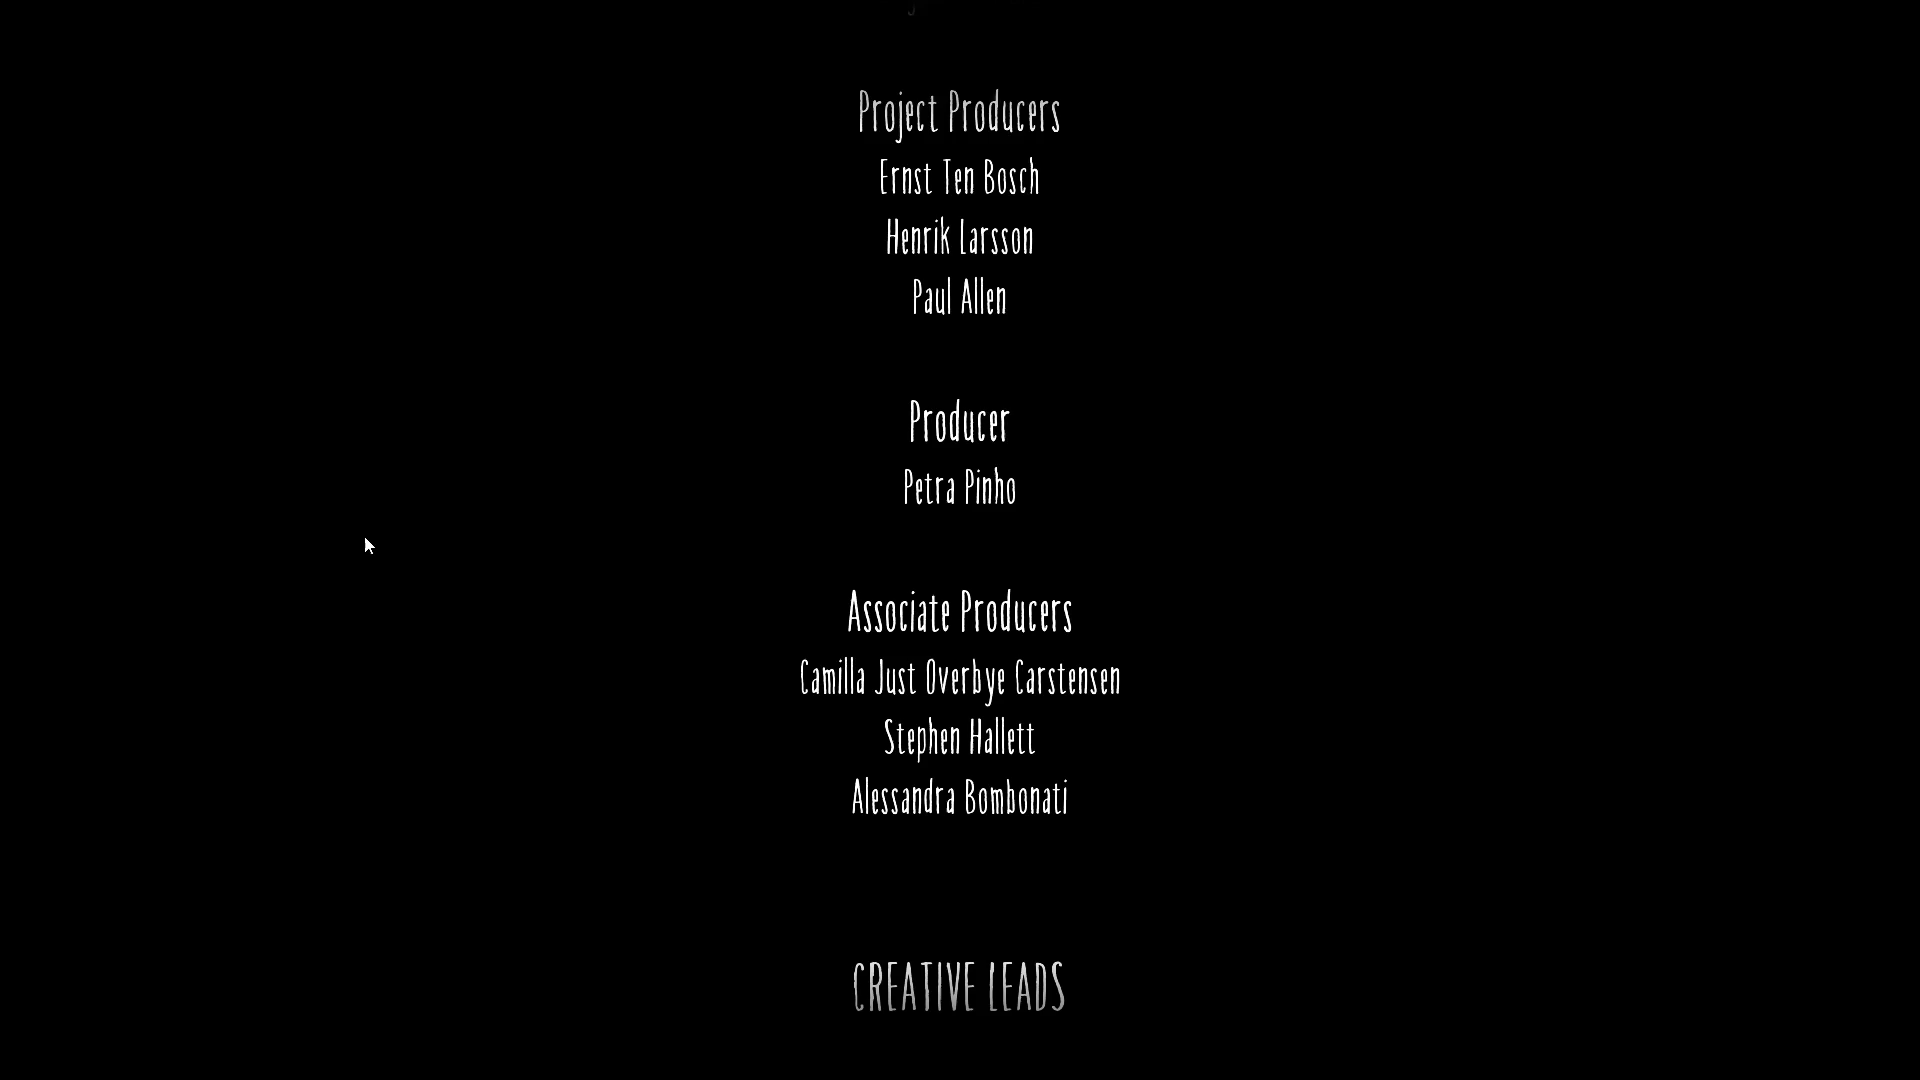 Project Producers
Ernst Ten Bosch
Henrik Larsson
Paul Allen
Producer
Petra Pinho
Associate Producers
Camilla Just Overbye Carstensen
Stephen Hallett
Alessandra Bombonati
CREATIVE LEADS